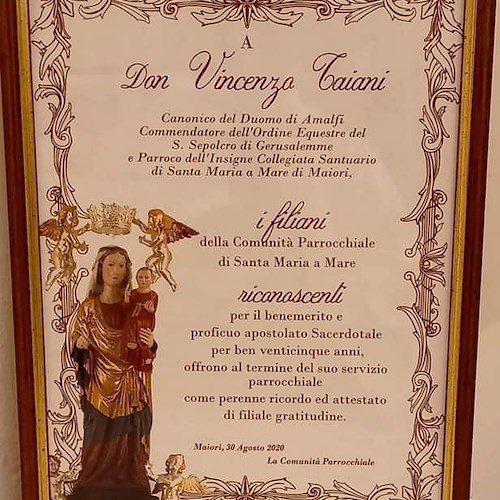 A
Don Vincenzo Taiani
Canonico del Duomo di Amalfi
Commendatore dell'Ordine Equestre del
S. Sepolcro di Gerusalemme
e Parroco dell'Insigne Collegiata Santuario
di Santa Maria a Mare di Maiori,
i filiani
della Comunità Parrocchiale
di Santa Maria a Mare
riconoscenti
per il benemerito e
proficuo apostolato Sacerdotale
per ben venticinque anni,
offrono al termine del suo servizio
parrocchiale
come perenne ricordo ed attestato
di filiale gratitudine.
Maiori, 30 Agosto 2020
La Comunità Parrocchiale